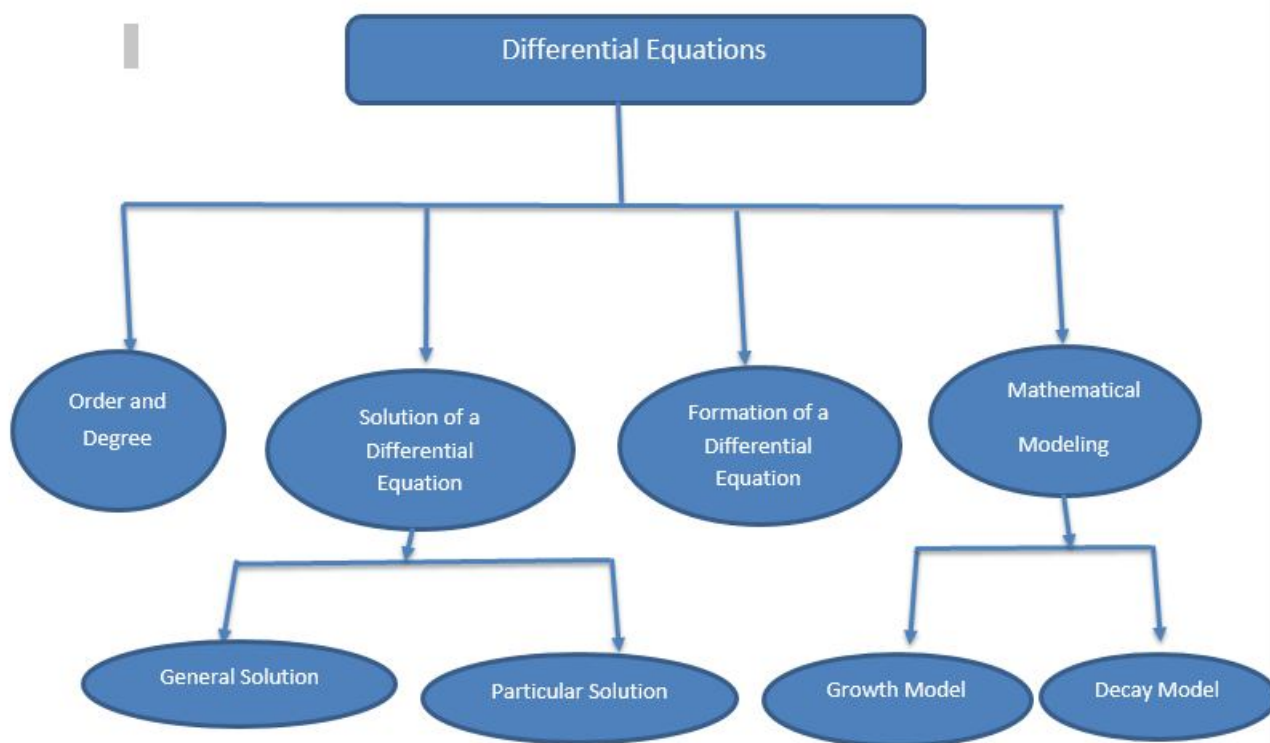 Differential Equations
Order and
Degree
Solution of a
Differential
Equation
Formation of a
Differential
Equation
Mathematical
Modeling
General Solution
Particular Solution
Growth Model
Decay Model